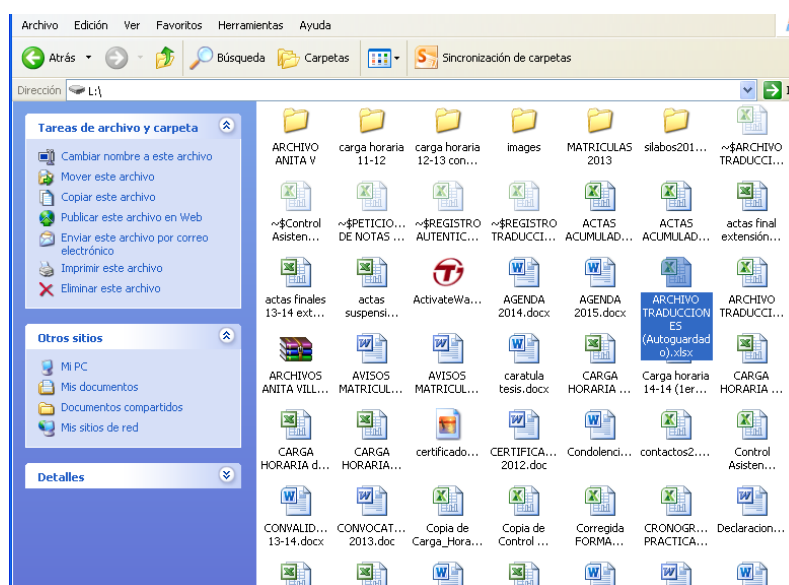 Archivo Edición Ver Favoritos Herramientas Ayuda
Atrás Búsqueda Carpetas Sincronización de carpetas
Dirección L:\
Tareas de archivo y carpeta
Cambiar nombre a este archivo
Mover este archivo
Copiar este archivo
Publicar este archivo en Web
Enviar este archivo por correo
electrónico
Imprimir este archivo
Eliminar este archivo
Otros sitios
Mi PC
Mis documentos
Documentos compartidos
Mis sitios de red
Detalles
ARCHIVO
ANITA V
carga horaria
11-12
carga horaria
12-13 con...
images
MATRICULAS
2013
silabos201...
~$ARCHIVO
TRADUCCI...
~$Control
Asisten...
~$PETICIO...
DE NOTAS ...
~$REGISTRO
AUTENTIC...
~$REGISTRO
TRADUCCI...
ACTAS
ACUMULAD...
ACTAS
ACUMULAD...
actas final
extensión...
actas finales
13-14 ext...
actas
suspensi...
ActivateWa...
AGENDA
2014.docx
AGENDA
2015.docx
ARCHIVO
TRADUCCION
ES
(Autoguardad
o).xlsx
ARCHIVO
TRADUCCI...
ARCHIVOS
ANITA VILL...
AVISOS
MATRICUL...
AVISOS
MATRICUL...
caratula
tesis.docx
CARGA
HORARIA ...
Carga horaria
14-14 (1er...
CARGA
HORARIA ...
CARGA
HORARIA d...
CARGA
HORARIA...
certificado...
CERTIFICA...
2012.doc
Condolenci...
contactos2....
Control
Asisten...
CONVALID...
13-14.docx
CONVOCAT...
2013.doc
Copia de
Carga_Hora...
Copia de
Control ...
Corregida
FORMA...
CRONOGR...
PRACTICA...
Declaracion...